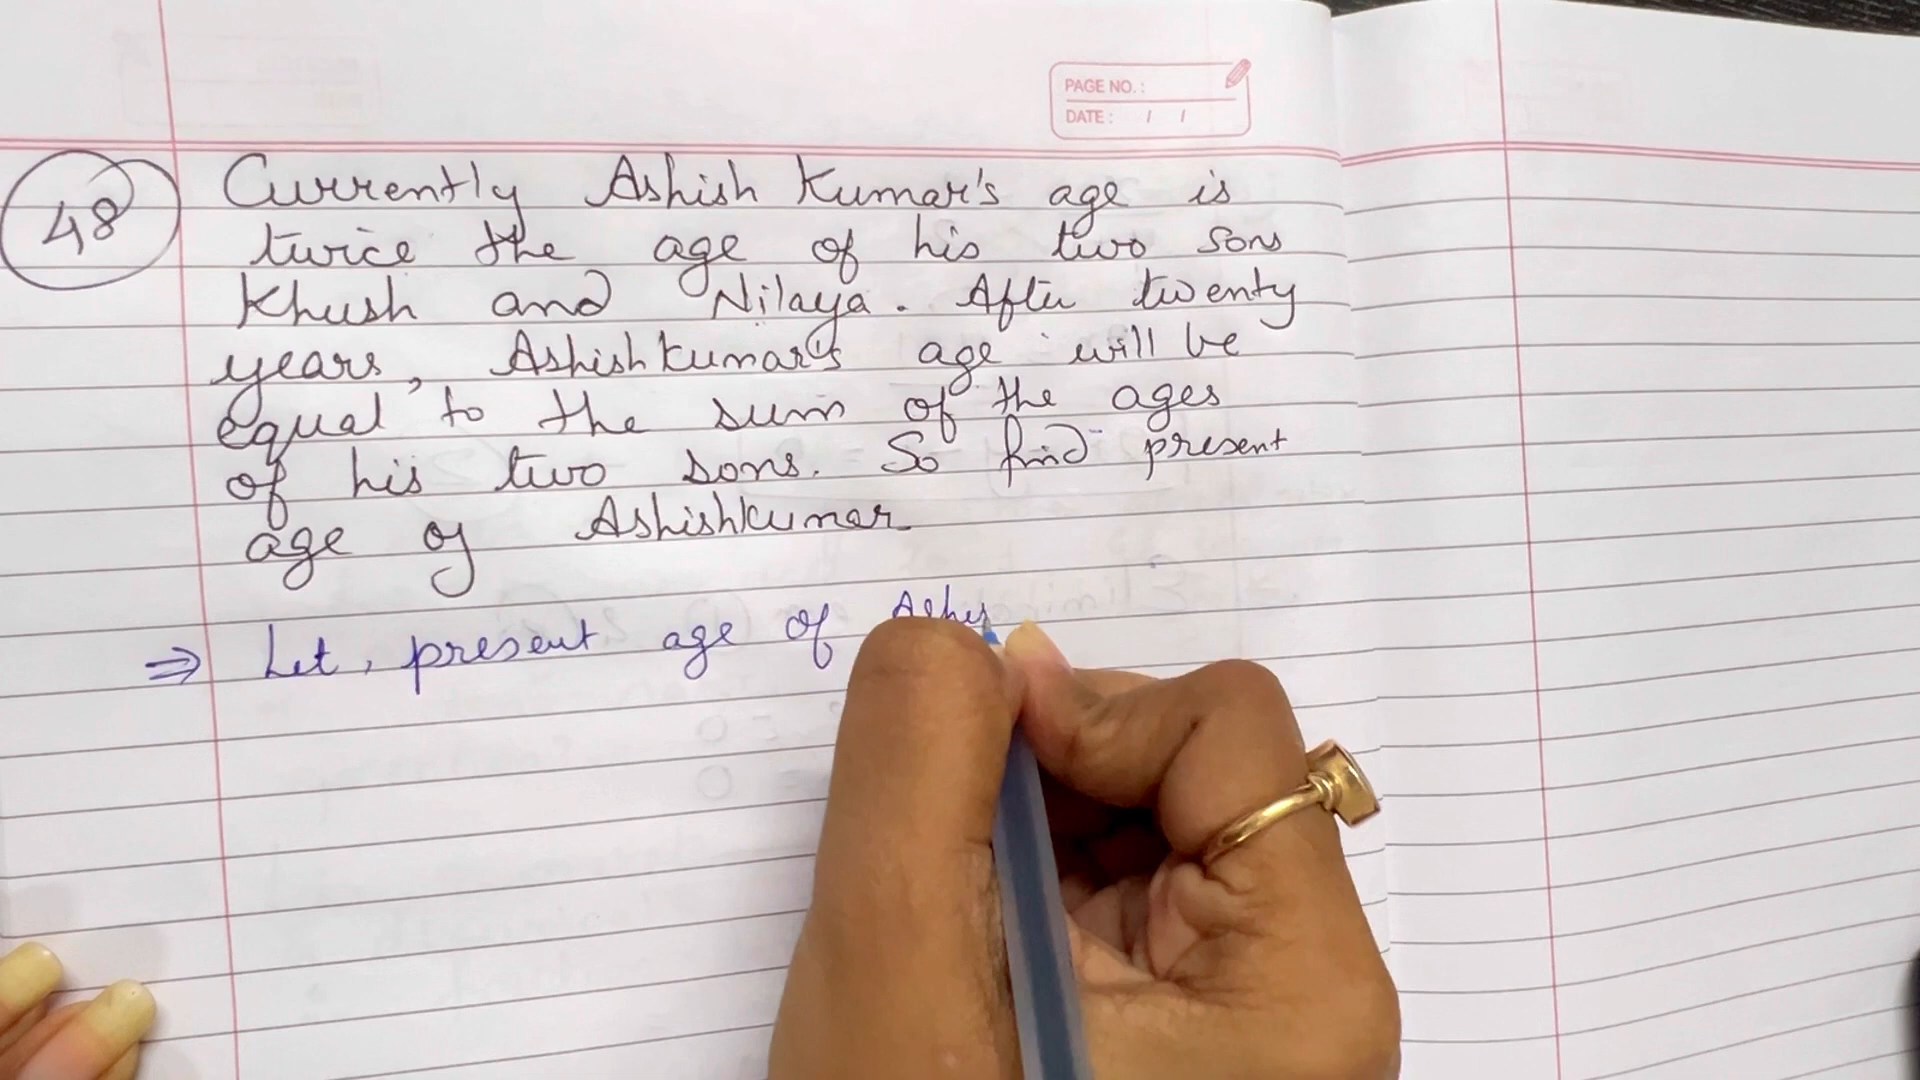 PAGE NO.:
DATE: / /
48
Currently Ashish Kumar's age is
twice the age of his two sons
Khush and Nilaya. After twenty
years, Ashishkumar's age will be
equal to the sum of the ages
of his two sons. So find present
age of Ashishkumar
⇒ Let, present age of Ashis